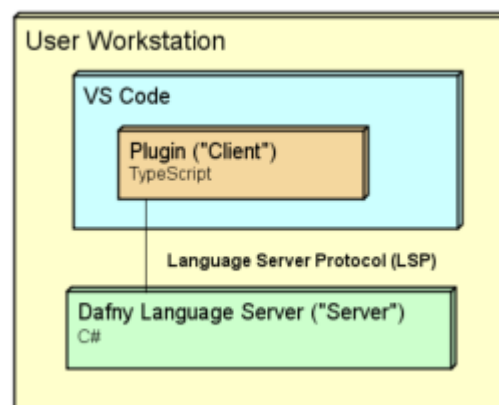 User Workstation
VS Code
Plugin ("Client")
TypeScript
Language Server Protocol (LSP)
Dafny Language Server ("Server")
C#